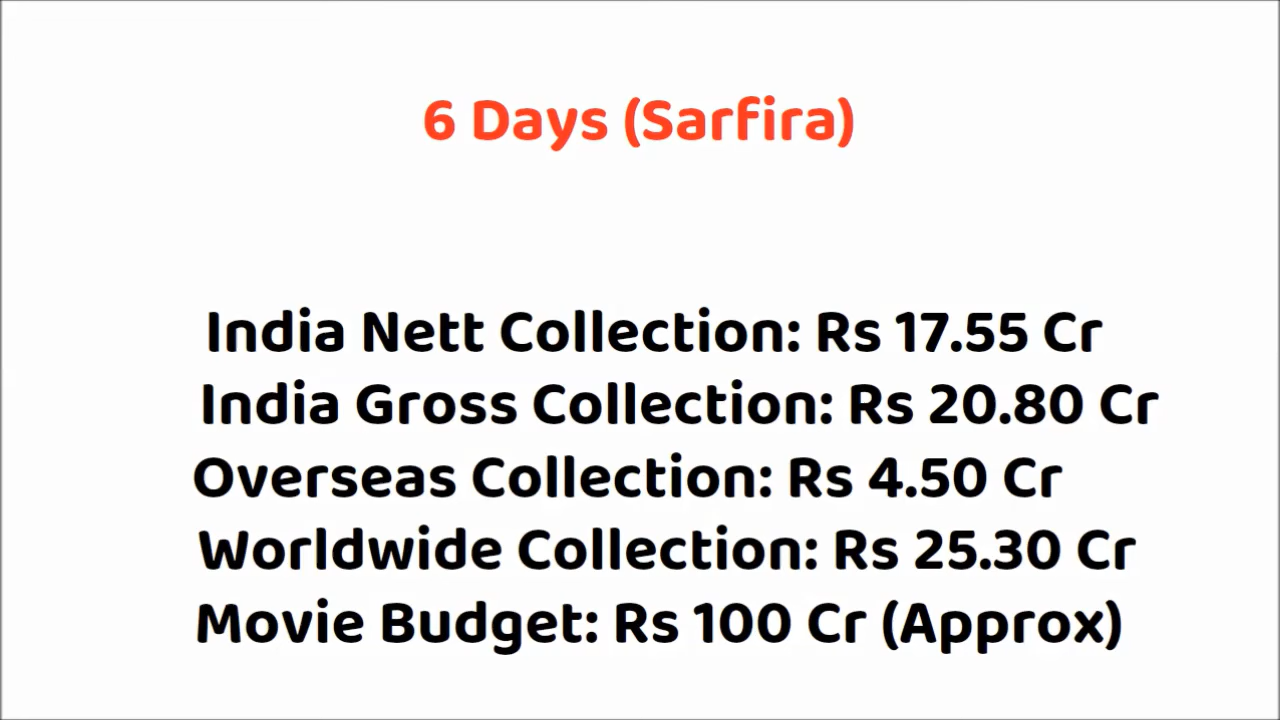 6 Days (Sarfira)
India Nett Collection: Rs 17.55 Cr
India Gross Collection: Rs 20.80 Cr
Overseas Collection: Rs 4.50 Cr
Worldwide Collection: Rs 25.30 Cr
Movie Budget: Rs 100 Cr (Approx)